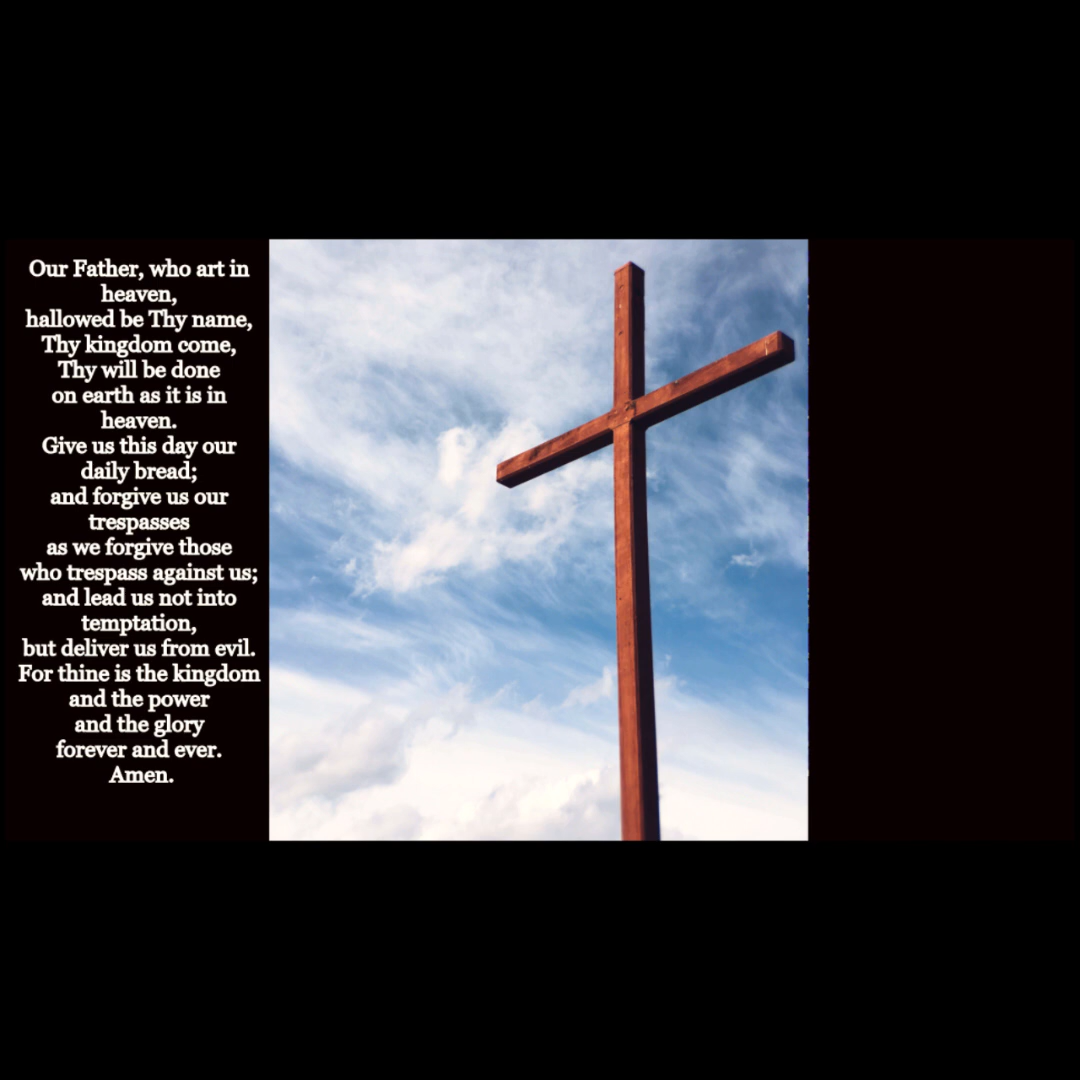 Our Father, who art in
heaven,
hallowed be Thy name,
Thy kingdom come,
Thy will be done
on earth as it is in
heaven.
Give us this day our
daily bread;
and forgive us our
trespasses
as we forgive those
who trespass against us;
and lead us not into
temptation,
but deliver us from evil.
For thine is the kingdom
and the power
and the glory
forever and ever.
Amen.